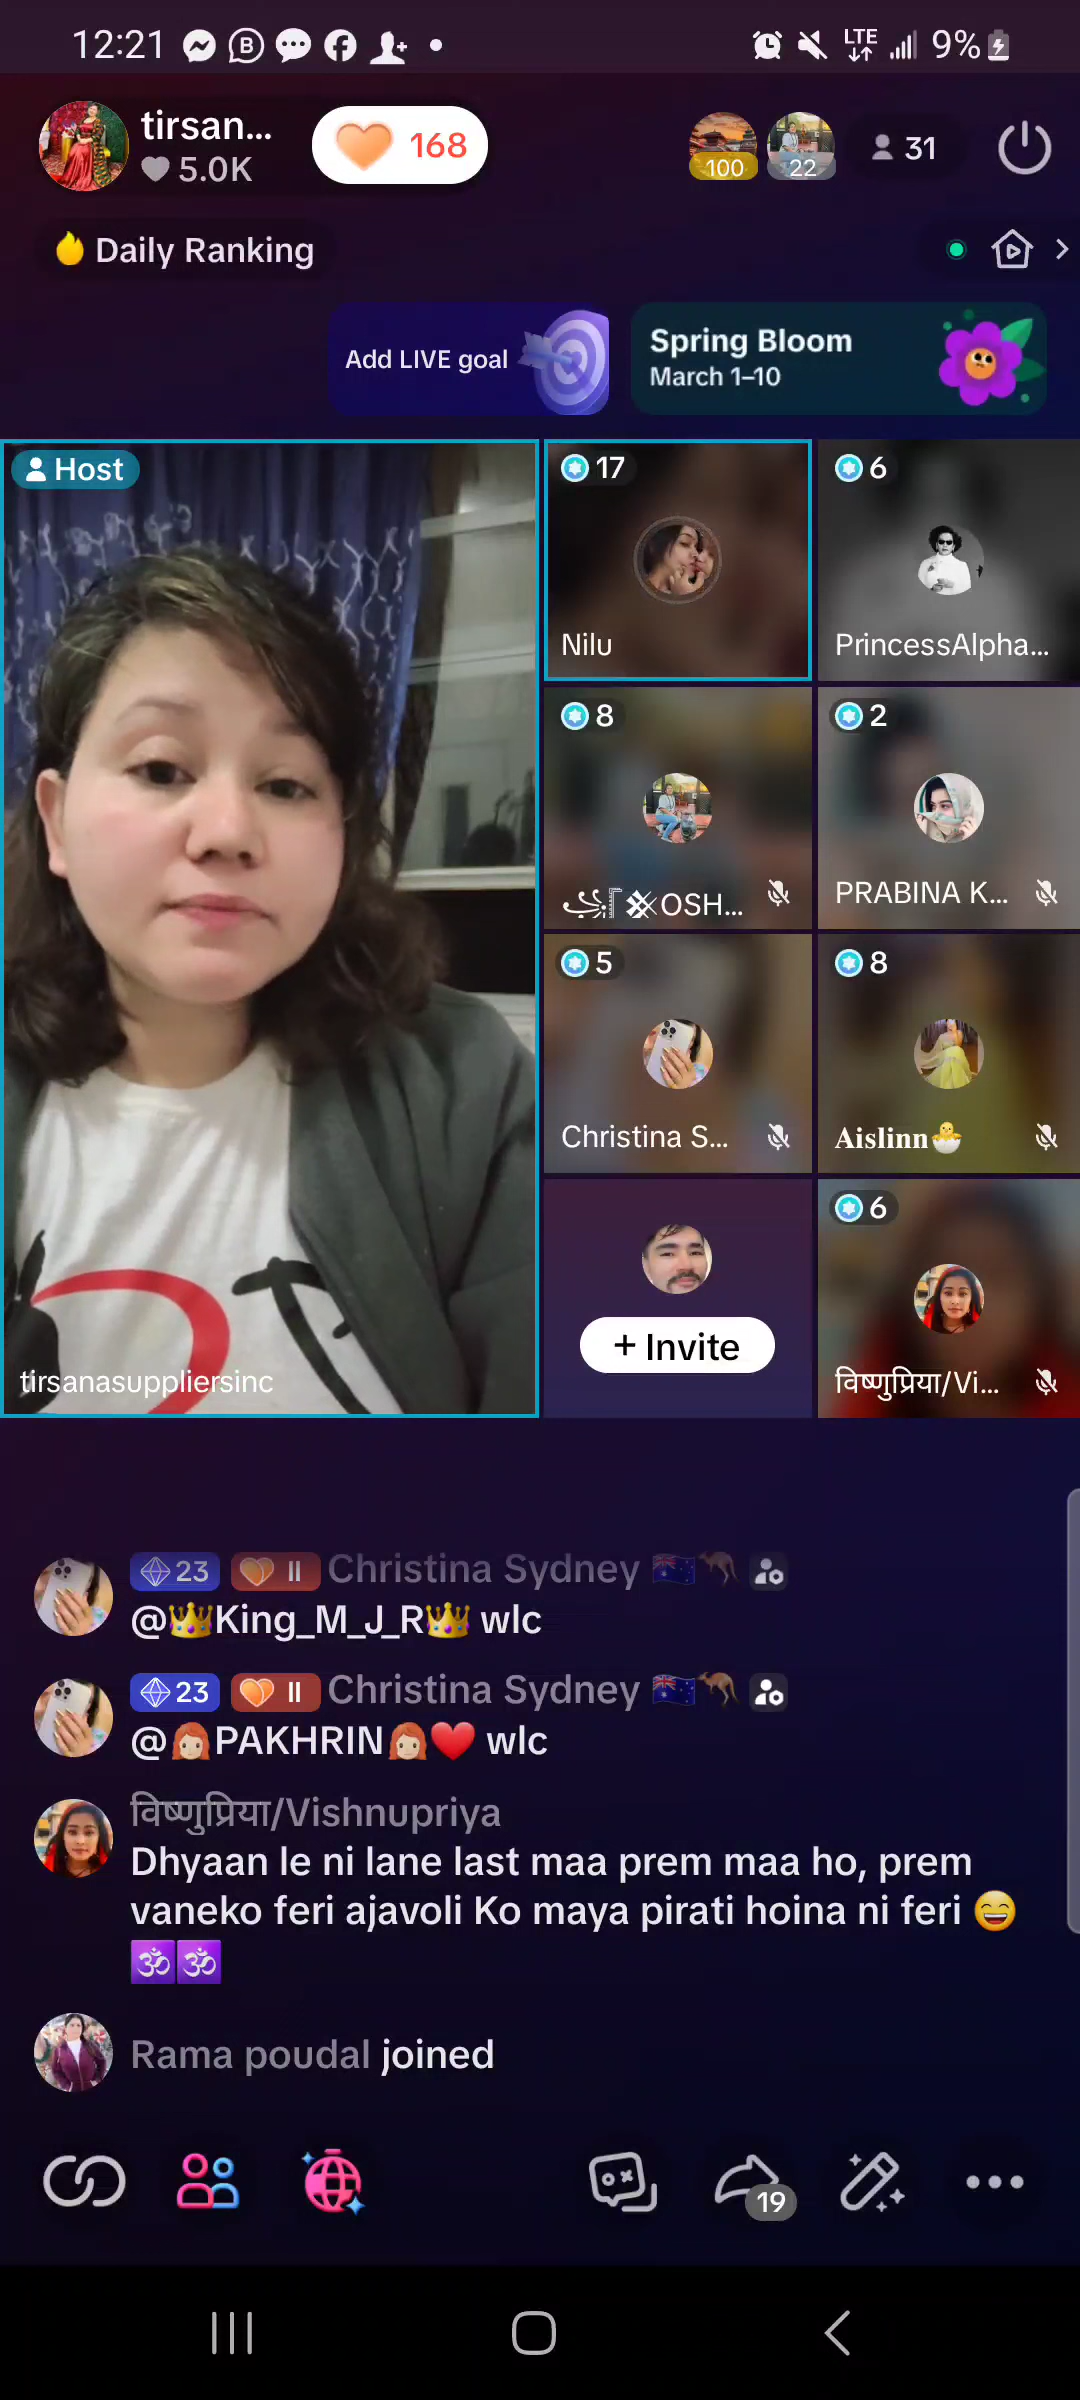 12:21
LTE 9%
tirsan...
5.0K
168
100
22
31
Daily Ranking
Add LIVE goal
Spring Bloom
March 1–10
Host
17
Nilu
6
PrincessAlpha...
8
OSH...
2
PRABINA K...
5
Christina S...
8
Aislinn🐣
+ Invite
6
विष्णुप्रिया/Vi...
tirsanasuppliersinc
23 II Christina Sydney 🇦🇺🦘
@👑King_M_J_R👑 wlc
23 II Christina Sydney 🇦🇺🦘
@👩🏻‍🦰PAKHRIN👩🏻‍🦰❤️ wlc
विष्णुप्रिया/Vishnupriya
Dhyaan le ni lane last maa prem maa ho, prem
vaneko feri ajavoli Ko maya pirati hoina ni feri 😄
🕉️🕉️
Rama poudal joined
19